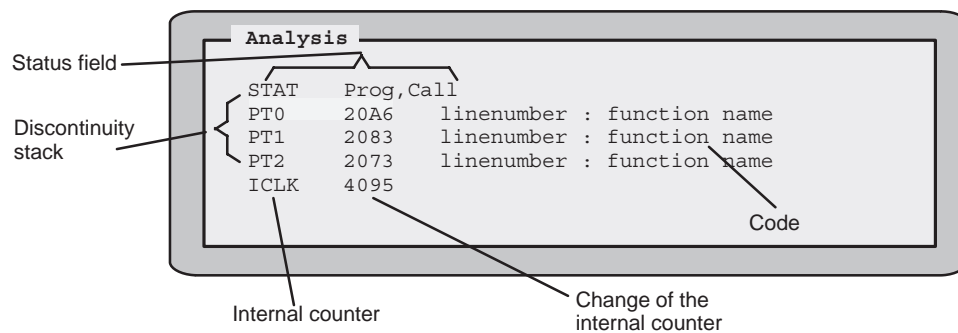 Analysis
Status field
STAT Prog,Call
PT0 20A6 linenumber : function name
Discontinuity
stack
PT1 2083 linenumber : function name
PT2 2073 linenumber : function name
ICLK 4095
Code
Internal counter
Change of the
internal counter